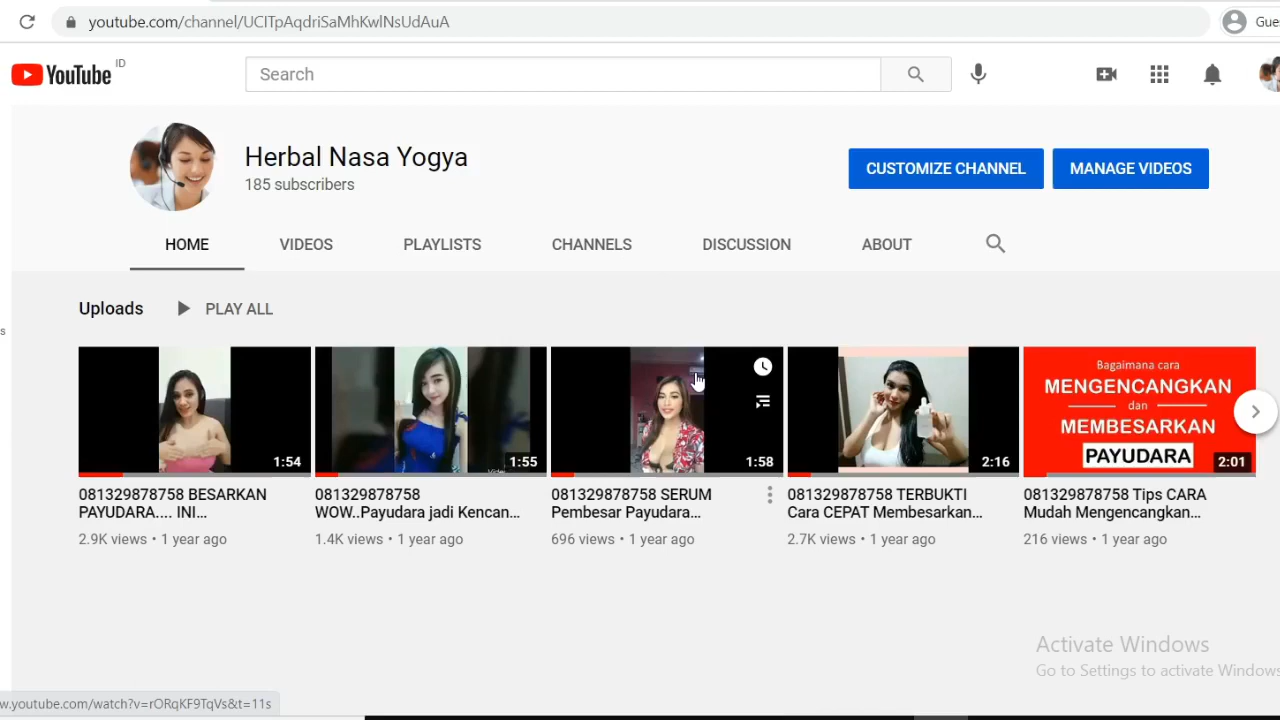 youtube.com/channel/UCITpAqdriSaMhKwlNsUdAuA
Gue
YouTube ID
Search
Herbal Nasa Yogya
185 subscribers
CUSTOMIZE CHANNEL
MANAGE VIDEOS
HOME VIDEOS PLAYLISTS CHANNELS DISCUSSION ABOUT
Uploads PLAY ALL
s
Bagaimana cara
MENGENCANGKAN
dan
MEMBESARKAN
PAYUDARA
1:54 1:55 1:58 2:16 2:01
081329878758 BESARKAN
PAYUDARA.... INI...
2.9K views • 1 year ago
081329878758
WOW..Payudara jadi Kencan...
1.4K views • 1 year ago
081329878758 SERUM
Pembesar Payudara...
696 views • 1 year ago
081329878758 TERBUKTI
Cara CEPAT Membesarkan...
2.7K views • 1 year ago
081329878758 Tips CARA
Mudah Mengencangkan...
216 views • 1 year ago
Activate Windows
Go to Settings to activate Windows
w.youtube.com/watch?v=rORqKF9TqVs&t=11s